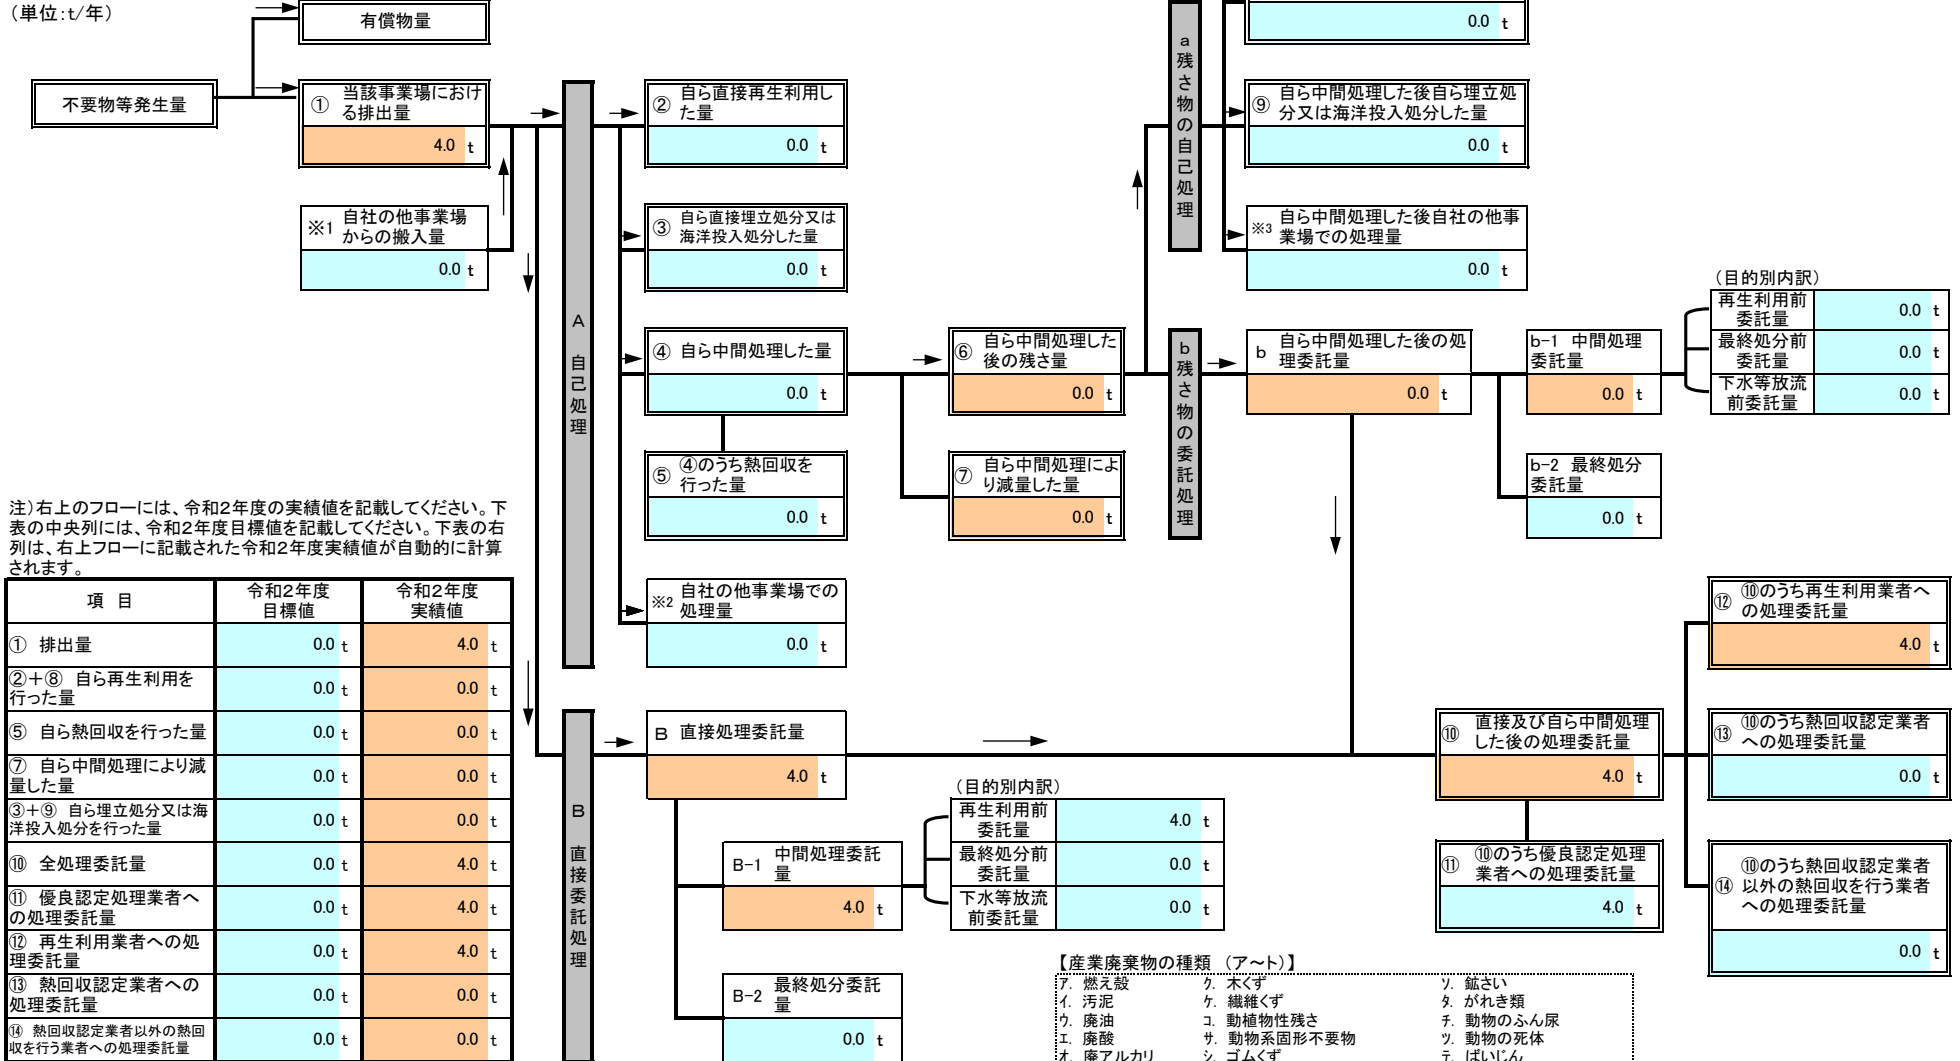 （単位：t/年）
有償物量
不要物等発生量
① 当該事業場におけ
る排出量
4.0 t
※1 自社の他事業場
からの搬入量
0.0 t
A 自己処理
② 自ら直接再生利用し
た量
0.0 t
③ 自ら直接埋立処分又は
海洋投入処分した量
0.0 t
④ 自ら中間処理した量
0.0 t
⑤ ④のうち熱回収を
行った量
0.0 t
※2 自社の他事業場での
処理量
0.0 t
⑥ 自ら中間処理した
後の残さ量
0.0 t
⑦ 自ら中間処理によ
り減量した量
0.0 t
a 残さ物の自己処理
0.0 t
⑨ 自ら中間処理した後自ら埋立処
分又は海洋投入処分した量
0.0 t
※3 自ら中間処理した後自社の他事
業場での処理量
0.0 t
b 残さ物の委託処理
b 自ら中間処理した後の処
理委託量
0.0 t
b-1 中間処理
委託量
0.0 t
b-2 最終処分
委託量
0.0 t
（目的別内訳）
再生利用前
委託量
0.0 t
最終処分前
委託量
0.0 t
下水等放流
前委託量
0.0 t
注）右上のフローには、令和2年度の実績値を記載してください。下
表の中央列には、令和2年度目標値を記載してください。下表の右
列は、右上フローに記載された令和2年度実績値が自動的に計算
されます。
項 目 令和2年度 令和2年度
目標値 実績値
① 排出量 0.0 t 4.0 t
②＋⑧ 自ら再生利用を
行った量 0.0 t 0.0 t
⑤ 自ら熱回収を行った量 0.0 t 0.0 t
⑦ 自ら中間処理により減
量した量 0.0 t 0.0 t
③＋⑨ 自ら埋立処分又は海
洋投入処分を行った量 0.0 t 0.0 t
⑩ 全処理委託量 0.0 t 4.0 t
⑪ 優良認定処理業者へ
の処理委託量 0.0 t 4.0 t
⑫ 再生利用業者への処
理委託量 0.0 t 4.0 t
⑬ 熱回収認定業者への
処理委託量 0.0 t 0.0 t
⑭ 熱回収認定業者以外の熱回
収を行う業者への処理委託量 0.0 t 0.0 t
B 直接委託処理
B 直接処理委託量
4.0 t
B-1 中間処理委託
量
4.0 t
B-2 最終処分委託
量
0.0 t
（目的別内訳）
再生利用前
委託量
4.0 t
最終処分前
委託量
0.0 t
下水等放流
前委託量
0.0 t
⑩ 直接及び自ら中間処理
した後の処理委託量
4.0 t
⑪ ⑩のうち優良認定処理
業者への処理委託量
4.0 t
⑫ ⑩のうち再生利用業者へ
の処理委託量
4.0 t
⑬ ⑩のうち熱回収認定業者
への処理委託量
0.0 t
⑭ ⑩のうち熱回収認定業者
以外の熱回収を行う業者
への処理委託量
0.0 t
【産業廃棄物の種類 （ア～ト）】
ア. 燃え殻 ク. 木くず ソ. 鉱さい
イ. 汚泥 ケ. 繊維くず タ. がれき類
ウ. 廃油 コ. 動植物性残さ チ. 動物のふん尿
エ. 廃酸 サ. 動物系固形不要物 ツ. 動物の死体
オ. 廃アルカリ シ. ゴムくず テ. ばいじん